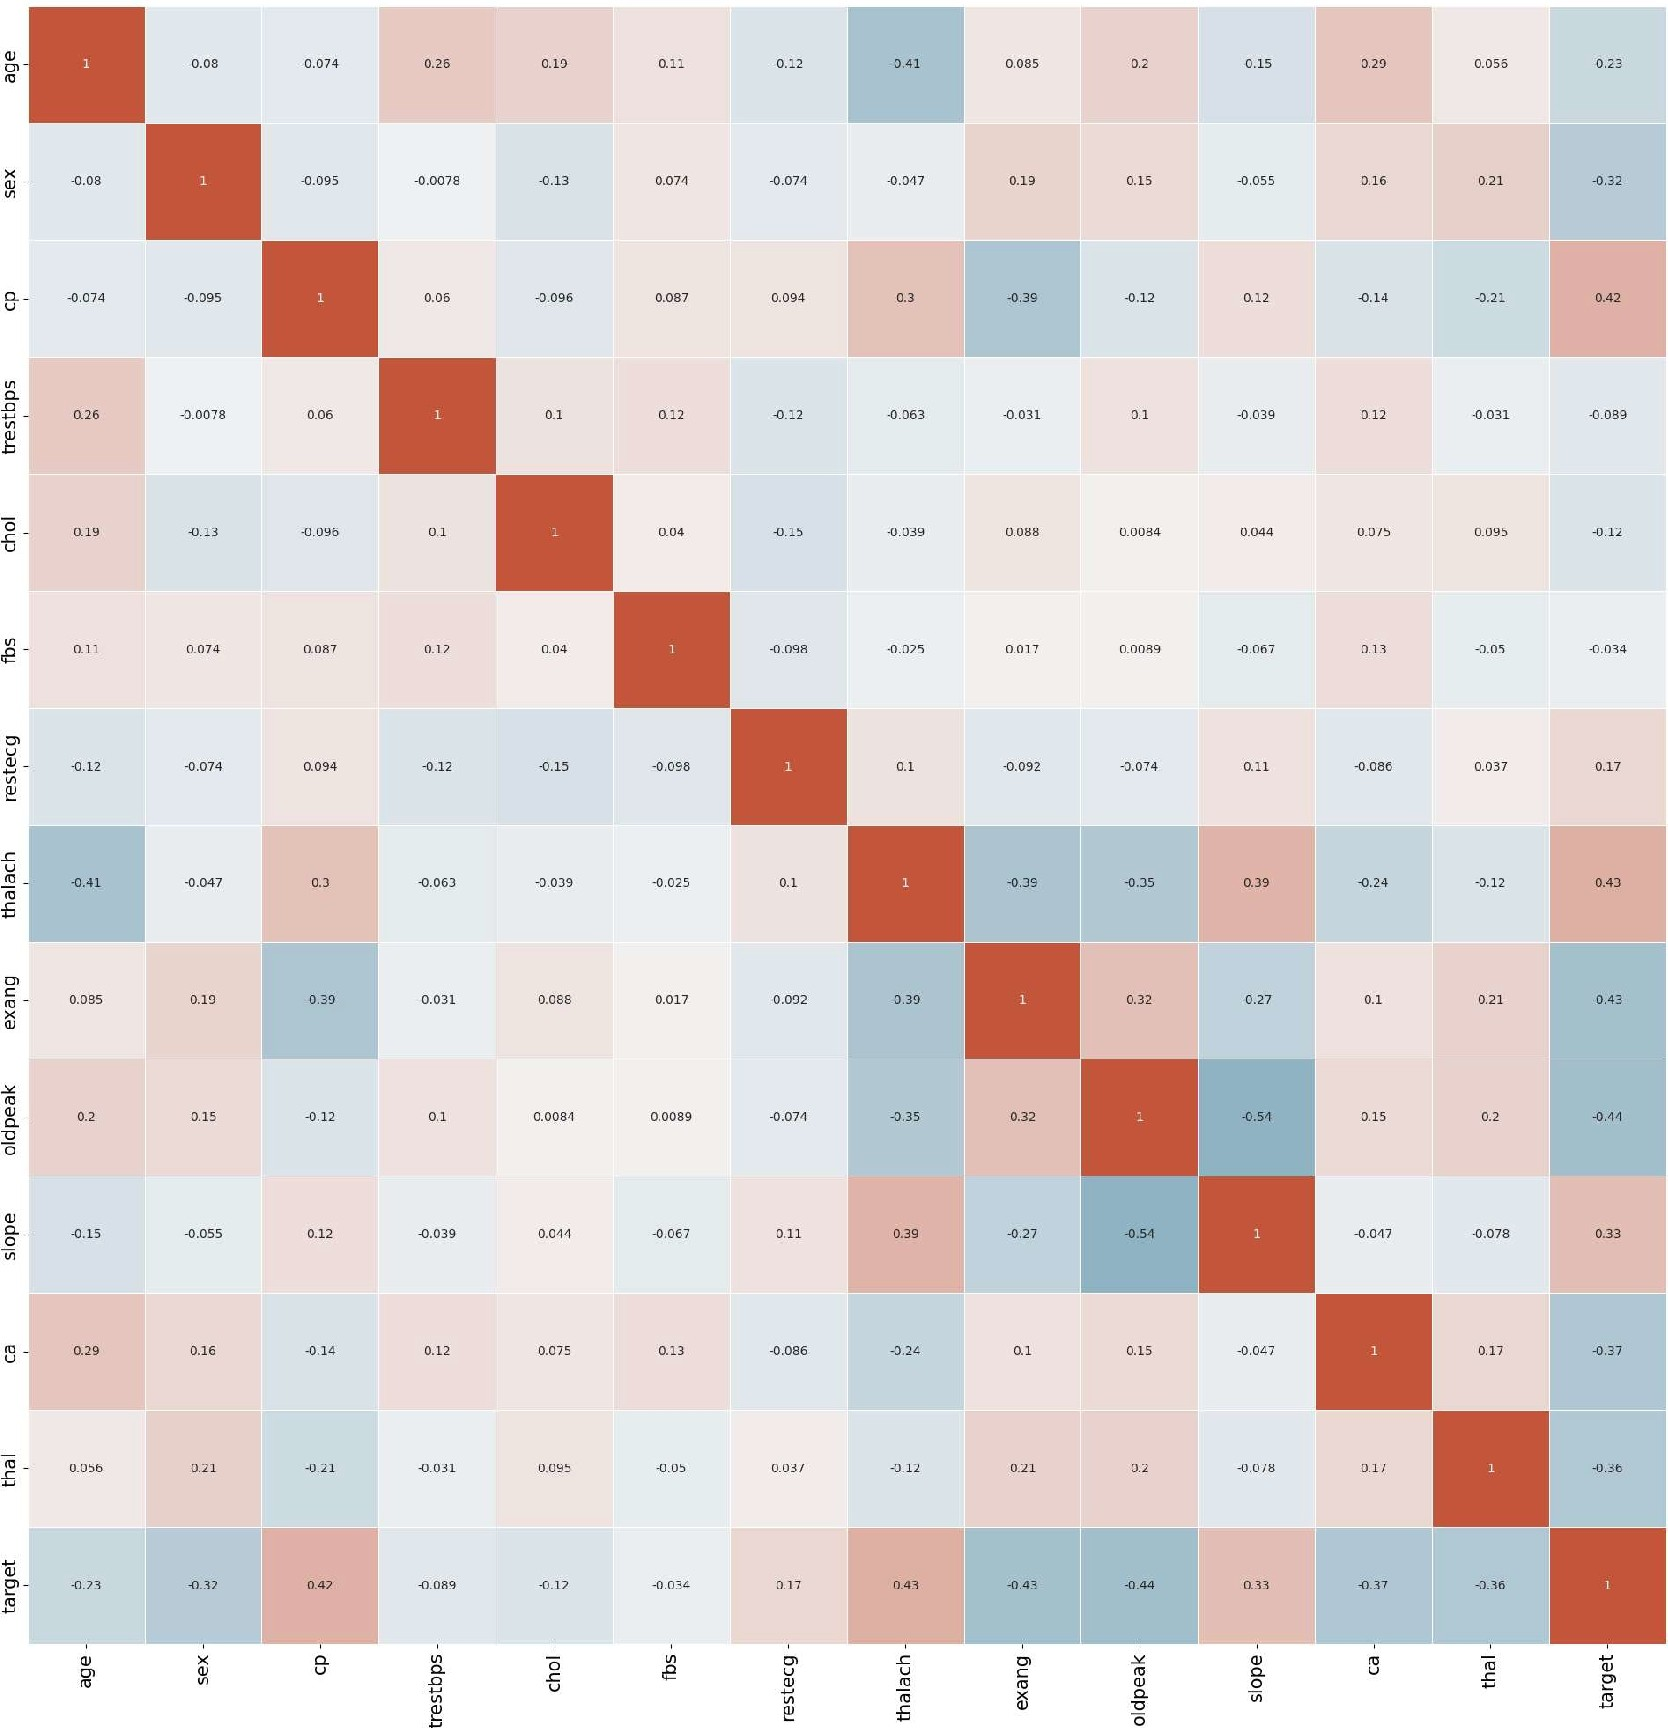 age 1 -0.08 -0.074 0.26 0.19 0.11 -0.12 -0.41 0.085 0.2 -0.15 0.29 0.056 -0.23
sex -0.08 1 -0.095 -0.0078 -0.13 0.074 -0.074 -0.047 0.19 0.15 -0.055 0.16 0.21 -0.32
cp -0.074 -0.095 1 0.06 -0.096 0.087 0.094 0.3 -0.39 -0.12 0.12 -0.14 -0.21 0.42
trestbps 0.26 -0.0078 0.06 1 0.1 0.12 -0.12 -0.063 -0.031 0.1 -0.039 0.12 -0.031 -0.089
chol 0.19 -0.13 -0.096 0.1 1 0.04 -0.15 -0.039 0.088 0.0084 0.044 0.075 0.095 -0.12
fbs 0.11 0.074 0.087 0.12 0.04 1 -0.098 -0.025 0.017 0.0089 -0.067 0.13 -0.05 -0.034
restecg -0.12 -0.074 0.094 -0.12 -0.15 -0.098 1 0.1 -0.092 -0.074 0.11 -0.086 0.037 0.17
thalach -0.41 -0.047 0.3 -0.063 -0.039 -0.025 0.1 1 -0.39 -0.35 0.39 -0.24 -0.12 0.43
exang 0.085 0.19 -0.39 -0.031 0.088 0.017 -0.092 -0.39 1 0.32 -0.27 0.1 0.21 -0.43
oldpeak 0.2 0.15 -0.12 0.1 0.0084 0.0089 -0.074 -0.35 0.32 1 -0.54 0.15 0.2 -0.44
slope -0.15 -0.055 0.12 -0.039 0.044 -0.067 0.11 0.39 -0.27 -0.54 1 -0.047 -0.078 0.33
ca 0.29 0.16 -0.14 0.12 0.075 0.13 -0.086 -0.24 0.1 0.15 -0.047 1 0.17 -0.37
thal 0.056 0.21 -0.21 -0.031 0.095 -0.05 0.037 -0.12 0.21 0.2 -0.078 0.17 1 -0.36
target -0.23 -0.32 0.42 -0.089 -0.12 -0.034 0.17 0.43 -0.43 -0.44 0.33 -0.37 -0.36 1
age sex cp trestbps chol fbs restecg thalach exang oldpeak slope ca thal target